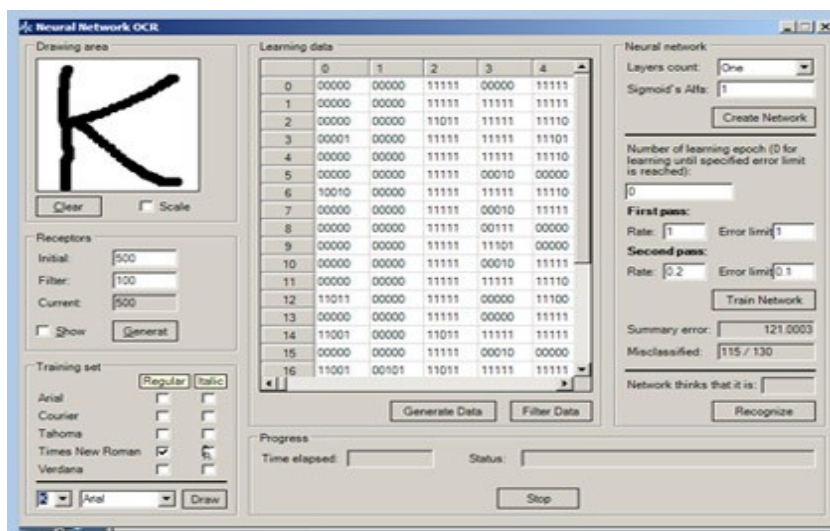 Neural Network OCR
Drawing area
K
Clear
Scale
Receptors
Initial: 500
Filter: 100
Current: 500
Show Generat
Training set
Regular Italic
Arial
Courier
Tahoma
Times New Roman
Verdana
Arial Draw
Learning data
0 1 2 3 4
0 00000 00000 11111 00000 11111
1 00000 00000 11111 11111 11111
2 00000 00000 11011 11111 11110
3 00001 00000 11111 11111 11101
4 00000 00000 11111 11111 11110
5 00000 00000 11111 00010 00000
6 10010 00000 11111 11111 11110
7 00000 00000 11111 00010 11111
8 00000 00000 11111 00111 00000
9 00000 00000 11111 11101 00000
10 00000 00000 11111 00010 11111
11 00000 00000 11111 11111 11110
12 11011 00000 11111 00000 11100
13 00000 00000 11111 00000 11111
14 11001 00000 11011 11111 11111
15 00000 00000 11111 00010 00000
16 11001 00101 11011 11111 11111
Generate Data Filter Data
Progress
Time elapsed: Status:
Stop
Neural network
Layers count: One
Sigmoid's Alfa: 1
Create Network
Number of learning epoch (0 for
learning until specified error limit
is reached):
0
First pass:
Rate: 1 Error limit 1
Second pass:
Rate: 0.2 Error limit 0.1
Train Network
Summary error: 121.0003
Misclassified: 115 / 130
Network thinks that it is:
Recognize